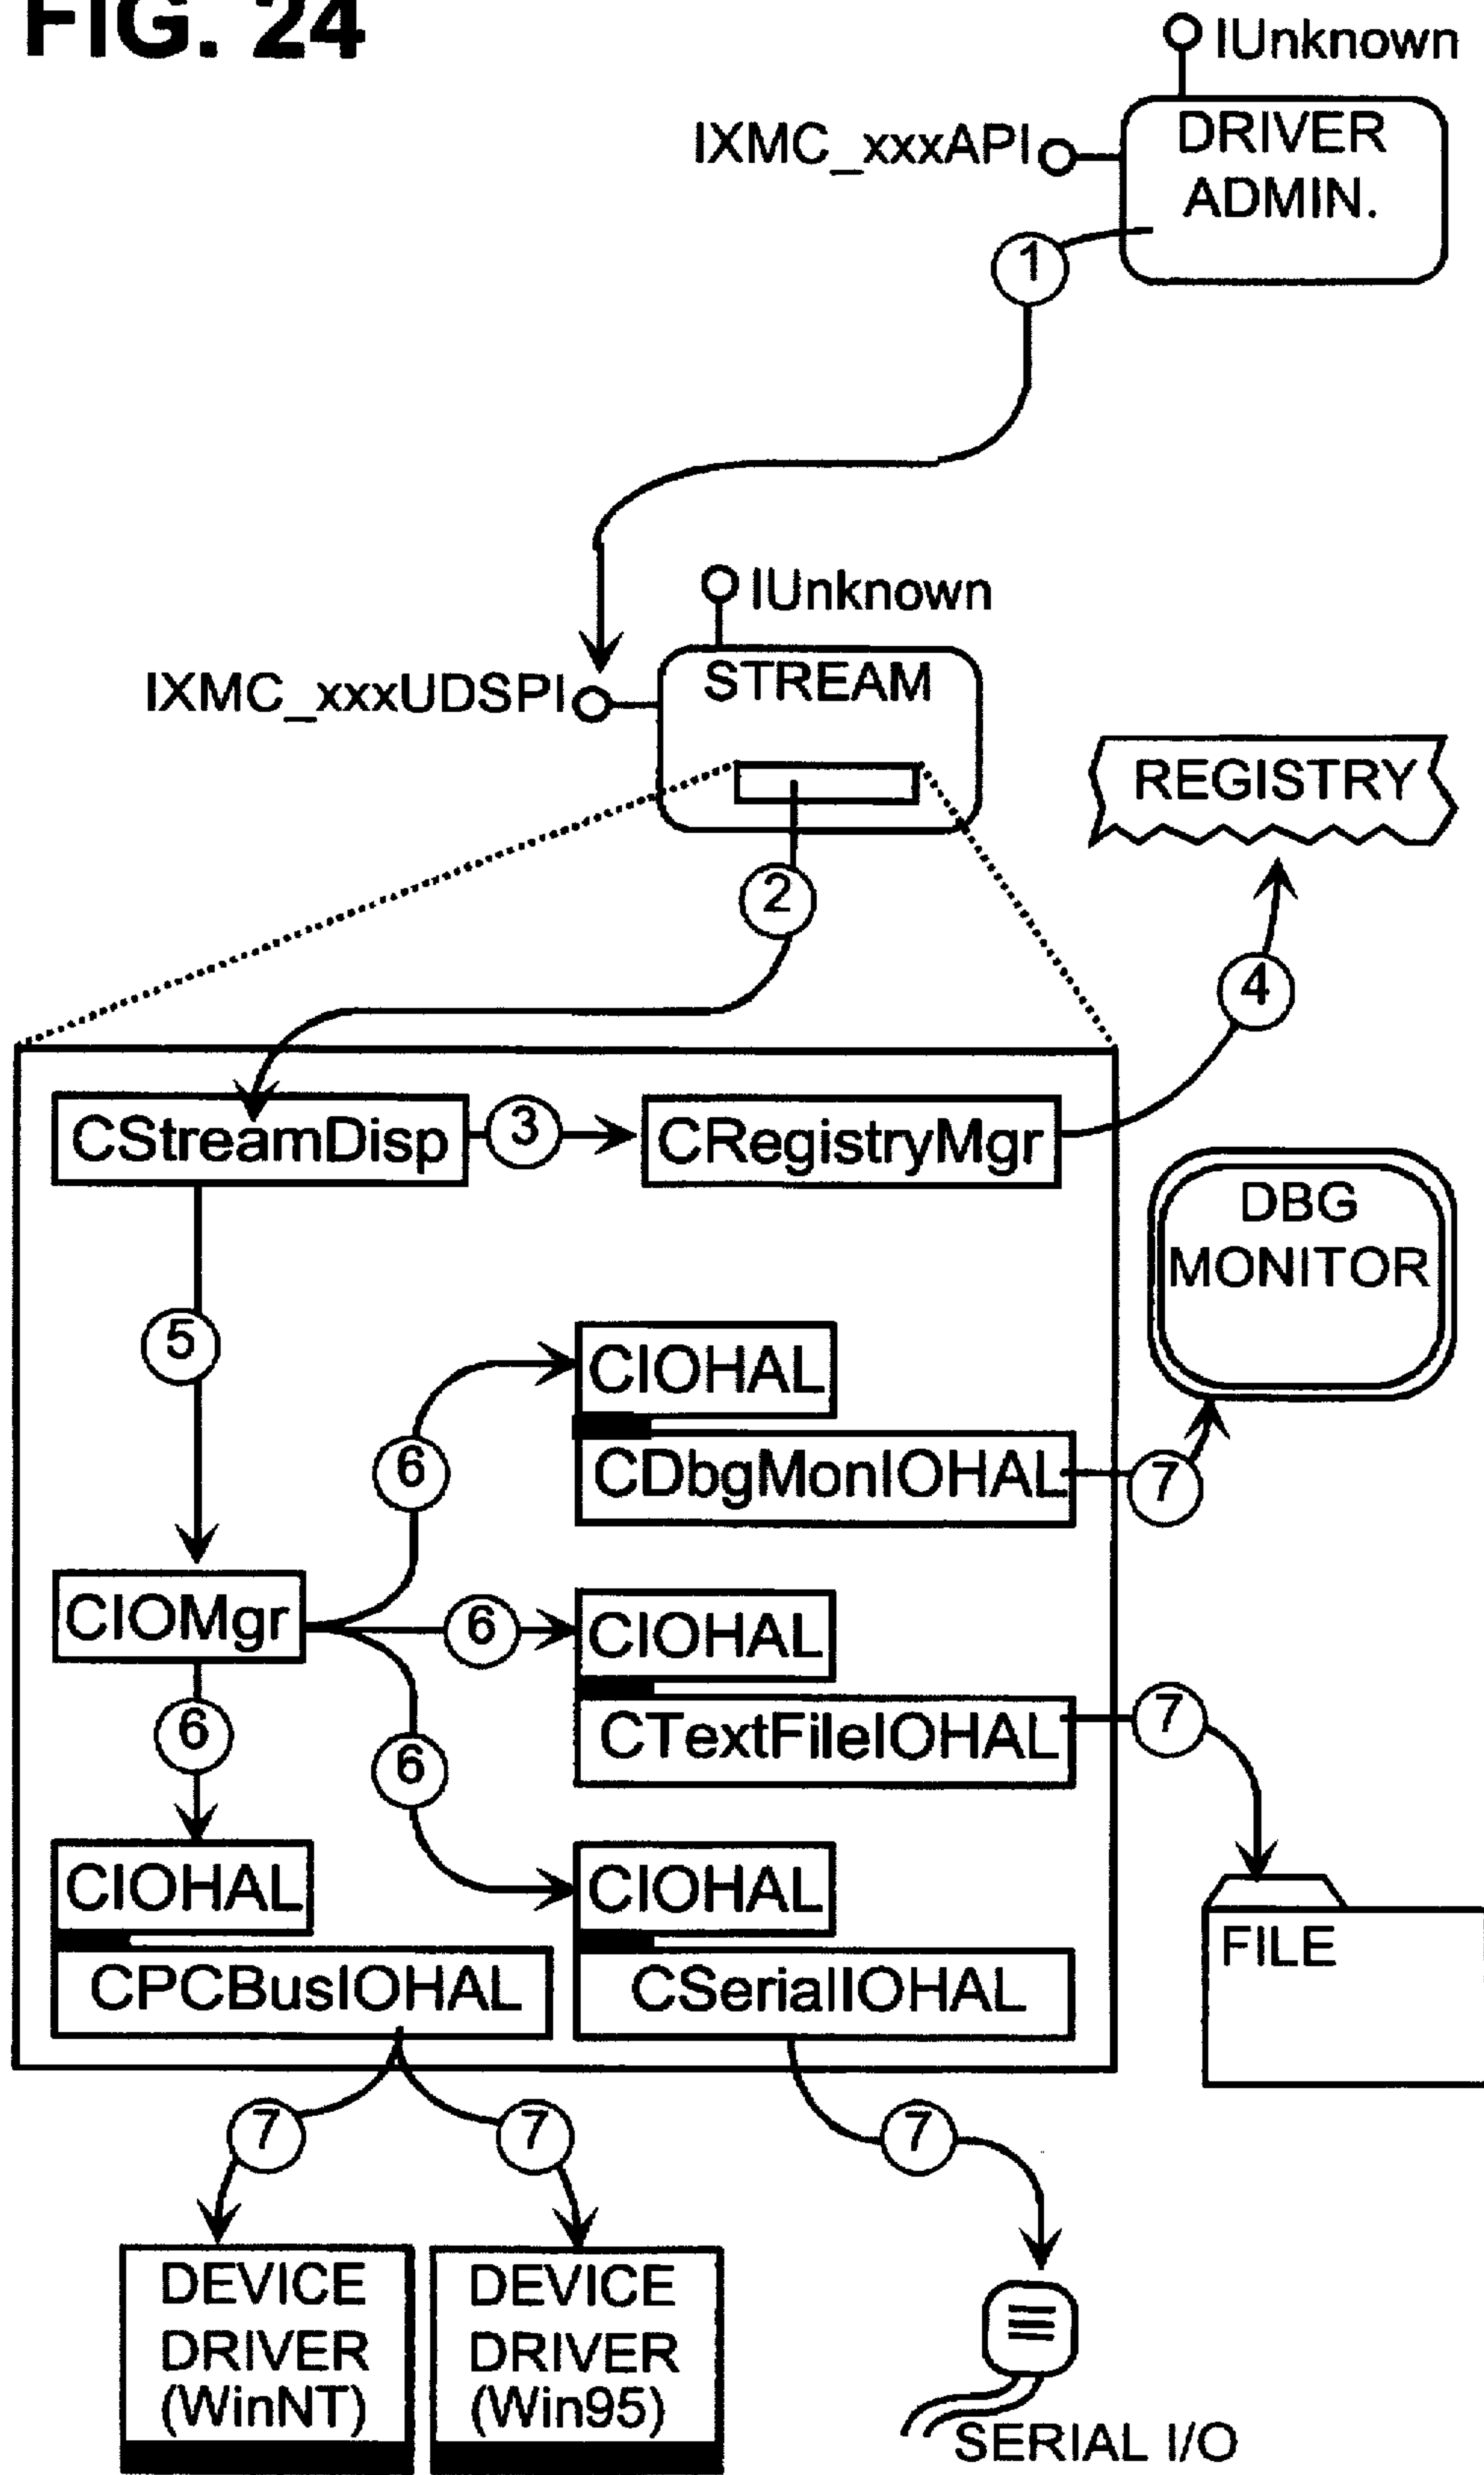 FIG. 24
IUnknown
IXMC_xxxAPI
DRIVER
ADMIN.
1
IUnknown
IXMC_xxxUDSPI
STREAM
REGISTRY
2
4
CStreamDisp
3
CRegistryMgr
DBG
MONITOR
5
CIOHAL
6
CDbgMonIOHAL
7
CIOMgr
6
CIOHAL
6
6
CTextFileIOHAL
7
CIOHAL
CIOHAL
FILE
CPCBusIOHAL
CSerialIOHAL
7
7
7
DEVICE
DRIVER
(WinNT)
DEVICE
DRIVER
(Win95)
SERIAL I/O